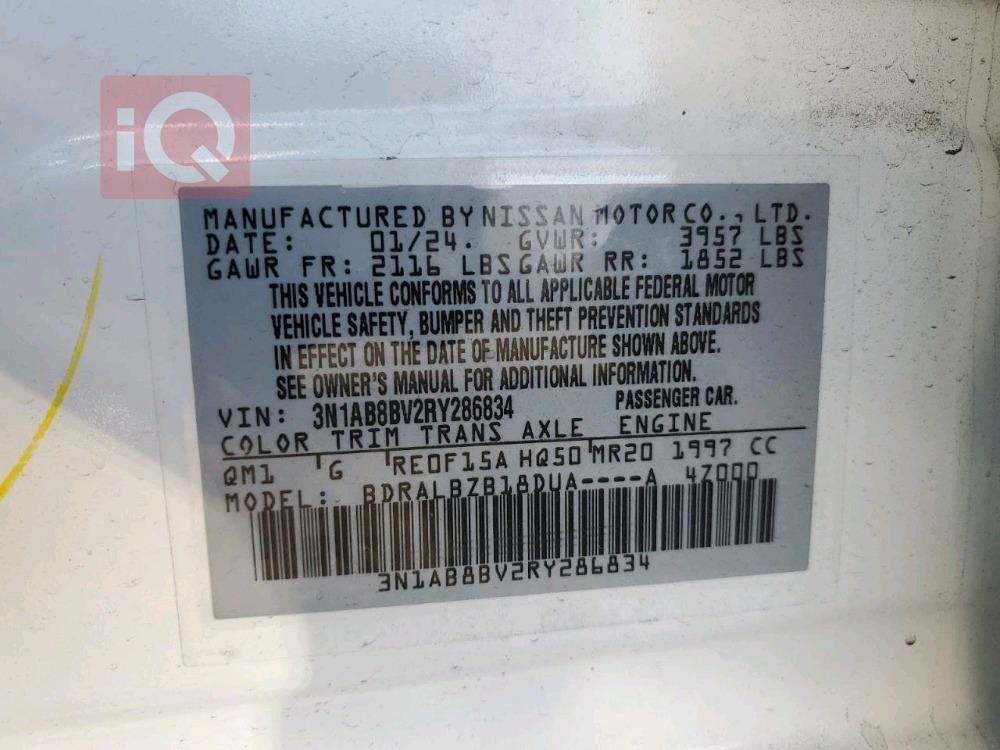 iQ
MANUFACTURED BY NISSAN MOTOR CO., LTD.
DATE: 01/24. GVWR: 3957 LBS
GAWR FR: 2116 LBS GAWR RR: 1852 LBS
THIS VEHICLE CONFORMS TO ALL APPLICABLE FEDERAL MOTOR
VEHICLE SAFETY, BUMPER AND THEFT PREVENTION STANDARDS
IN EFFECT ON THE DATE OF MANUFACTURE SHOWN ABOVE.
SEE OWNER'S MANUAL FOR ADDITIONAL INFORMATION.
VIN: 3N1AB8BV2RY286834 PASSENGER CAR.
COLOR TRIM TRANS AXLE ENGINE
QM1 G RE0F15A HQ50 MR20 1997 CC
MODEL: BDRALBZB18DUA----A 4Z000
3N1AB8BV2RY286834